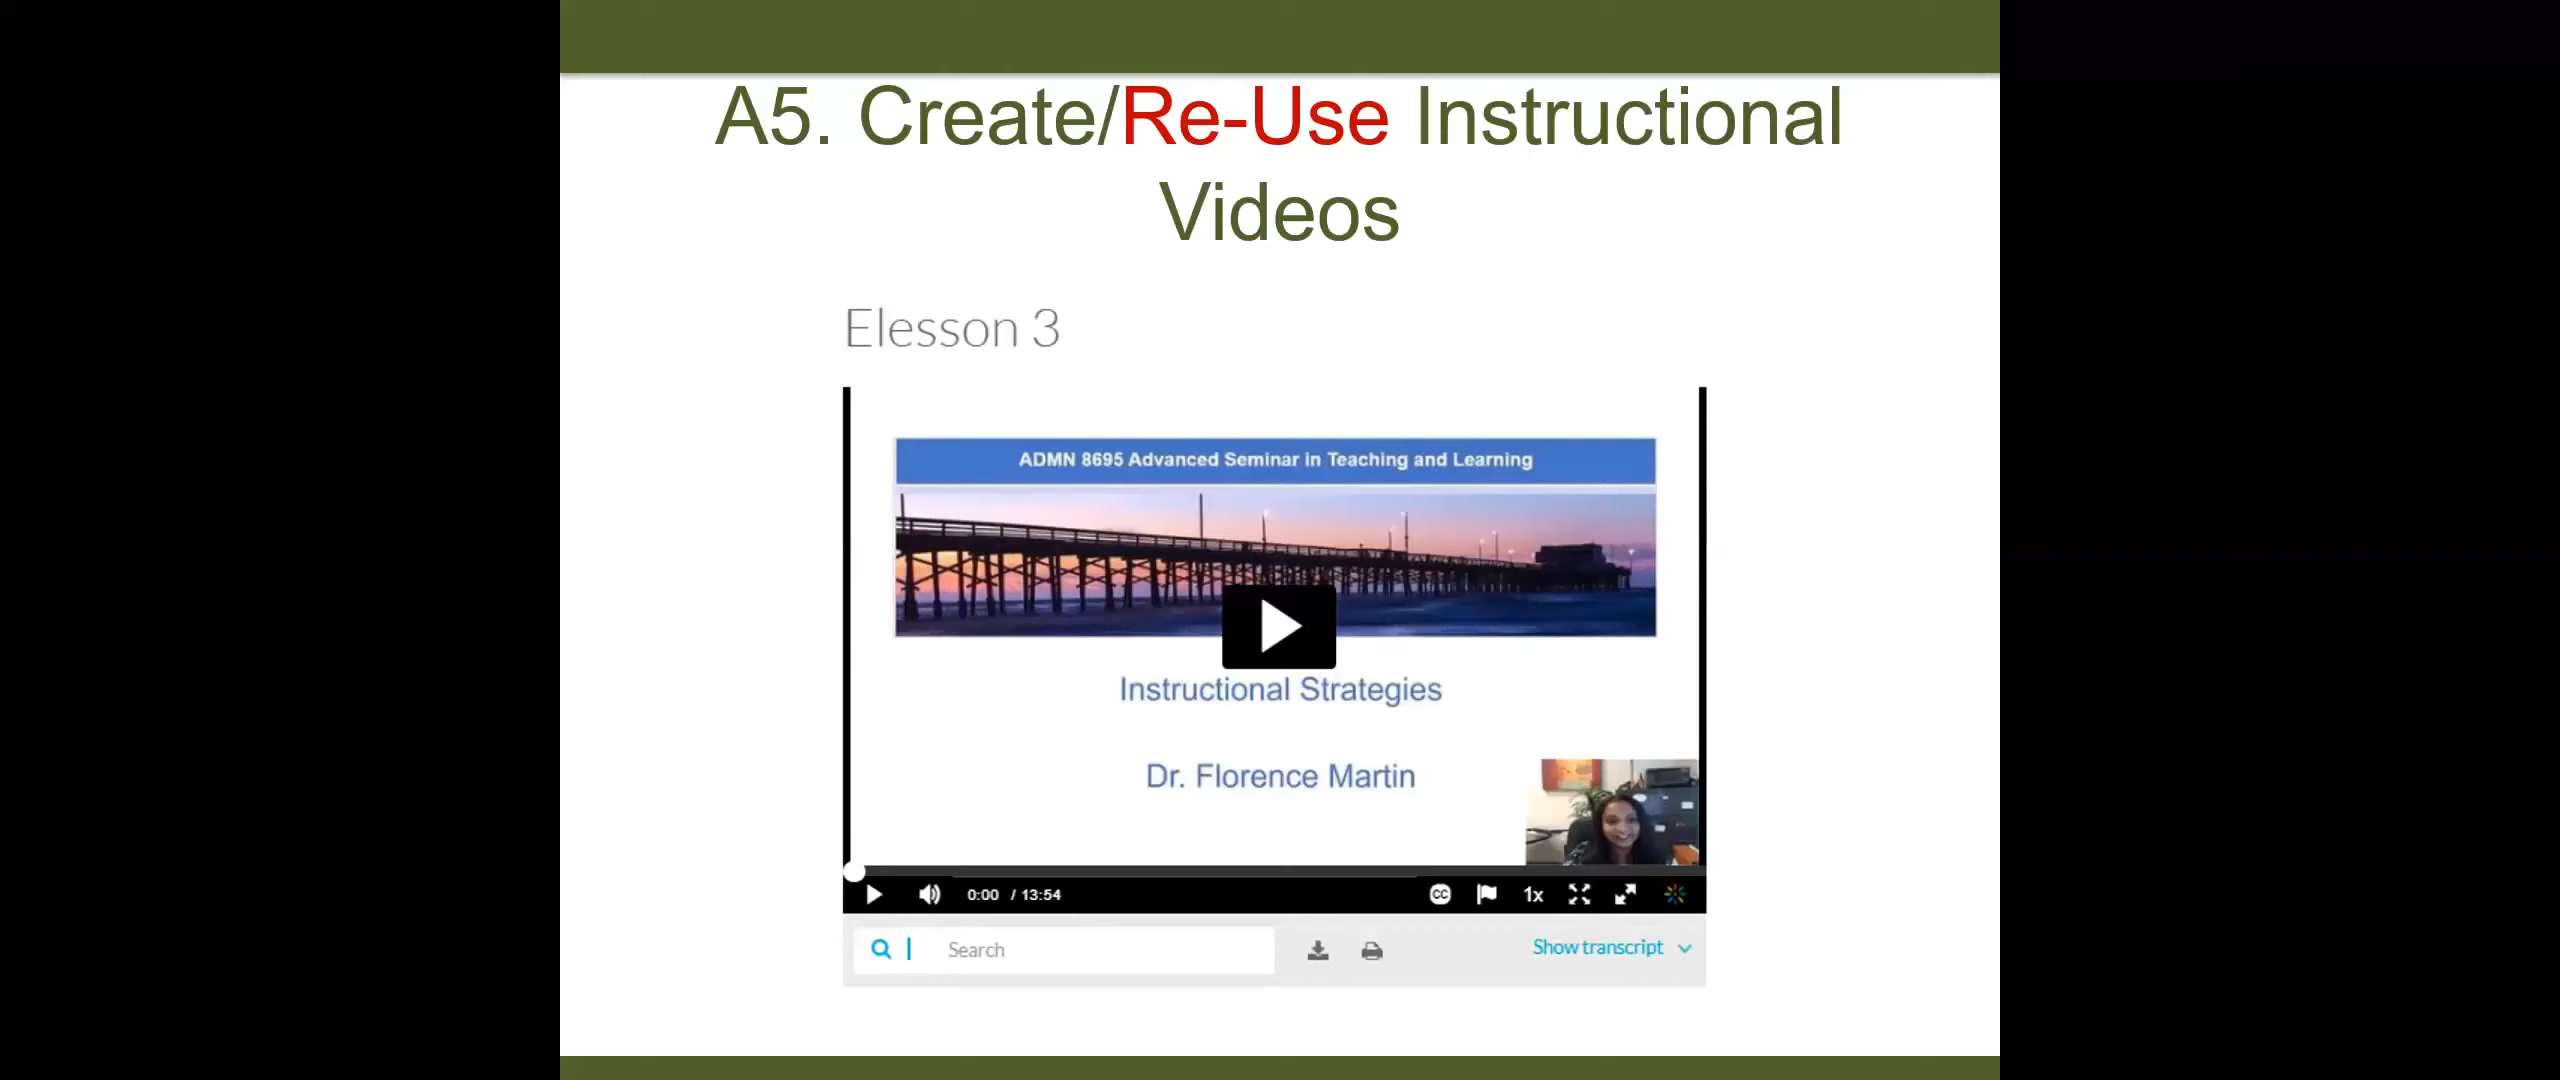 A5. Create/Re-Use Instructional
Videos
Elesson 3
ADMN 8695 Advanced Seminar in Teaching and Learning
Instructional Strategies
Dr. Florence Martin
0:00 / 13:54
CC
1x
Search
Show transcript